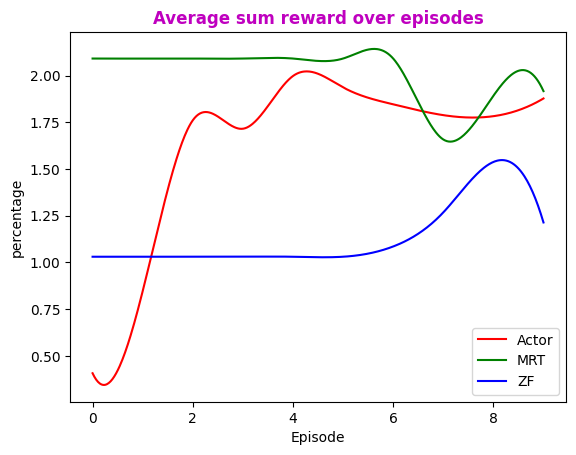 Average sum reward over episodes
percentage
2.00
1.75
1.50
1.25
1.00
0.75
0.50
0
2
4
6
8
Episode
Actor
MRT
ZF